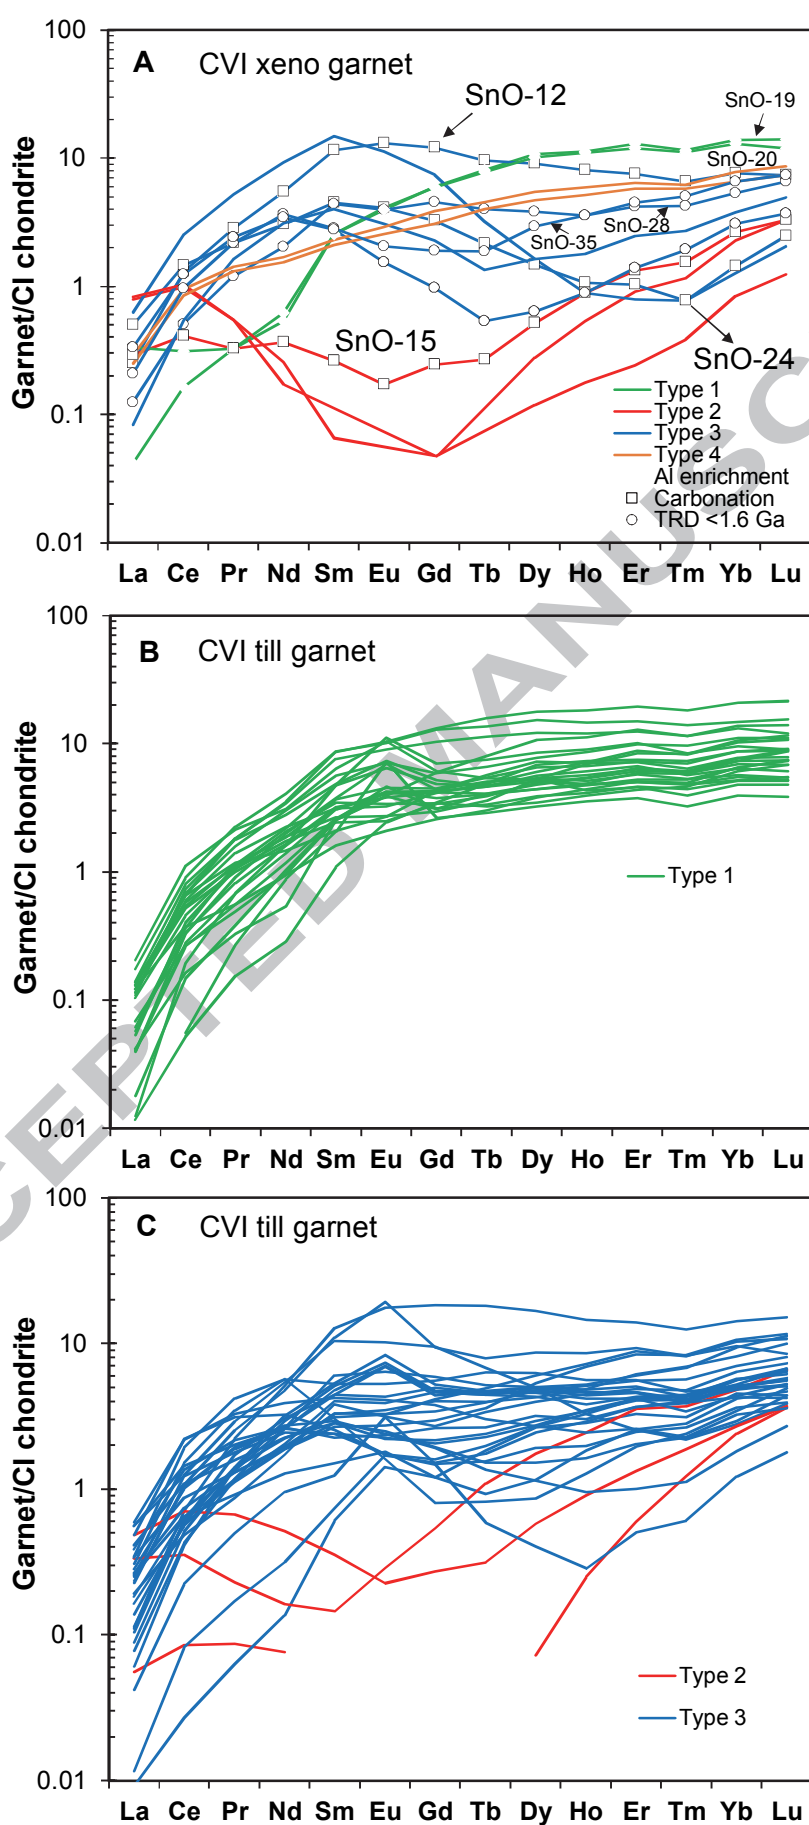 100
10
1
0.1
0.01
Garnet/CI chondrite
A CVI xeno garnet
SnO-12
SnO-19
SnO-20
SnO-28
SnO-35
SnO-15
SnO-24
Type 1
Type 2
Type 3
Type 4
Al enrichment
Carbonation
TRD <1.6 Ga
La Ce Pr Nd Sm Eu Gd Tb Dy Ho Er Tm Yb Lu
100
10
1
0.1
0.01
Garnet/CI chondrite
B CVI till garnet
Type 1
La Ce Pr Nd Sm Eu Gd Tb Dy Ho Er Tm Yb Lu
100
10
1
0.1
0.01
Garnet/CI chondrite
C CVI till garnet
Type 2
Type 3
La Ce Pr Nd Sm Eu Gd Tb Dy Ho Er Tm Yb Lu
CEPTED MANUSC